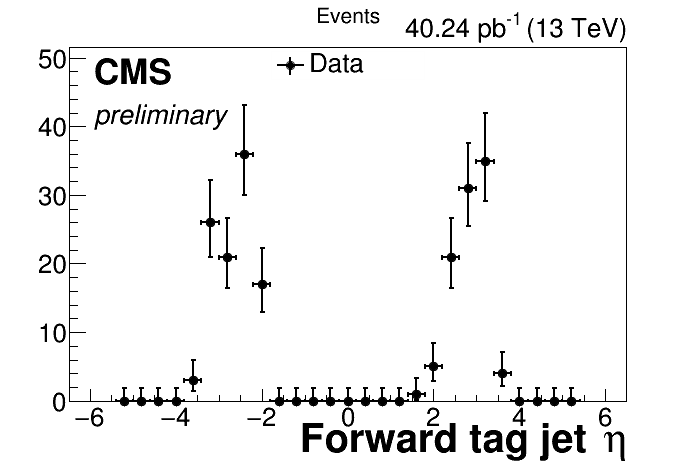 Events
40.24 pb-1 (13 TeV)
CMS
Data
preliminary
50
40
30
20
10
0
−6 −4 −2 0 2 4 6
Forward tag jet η